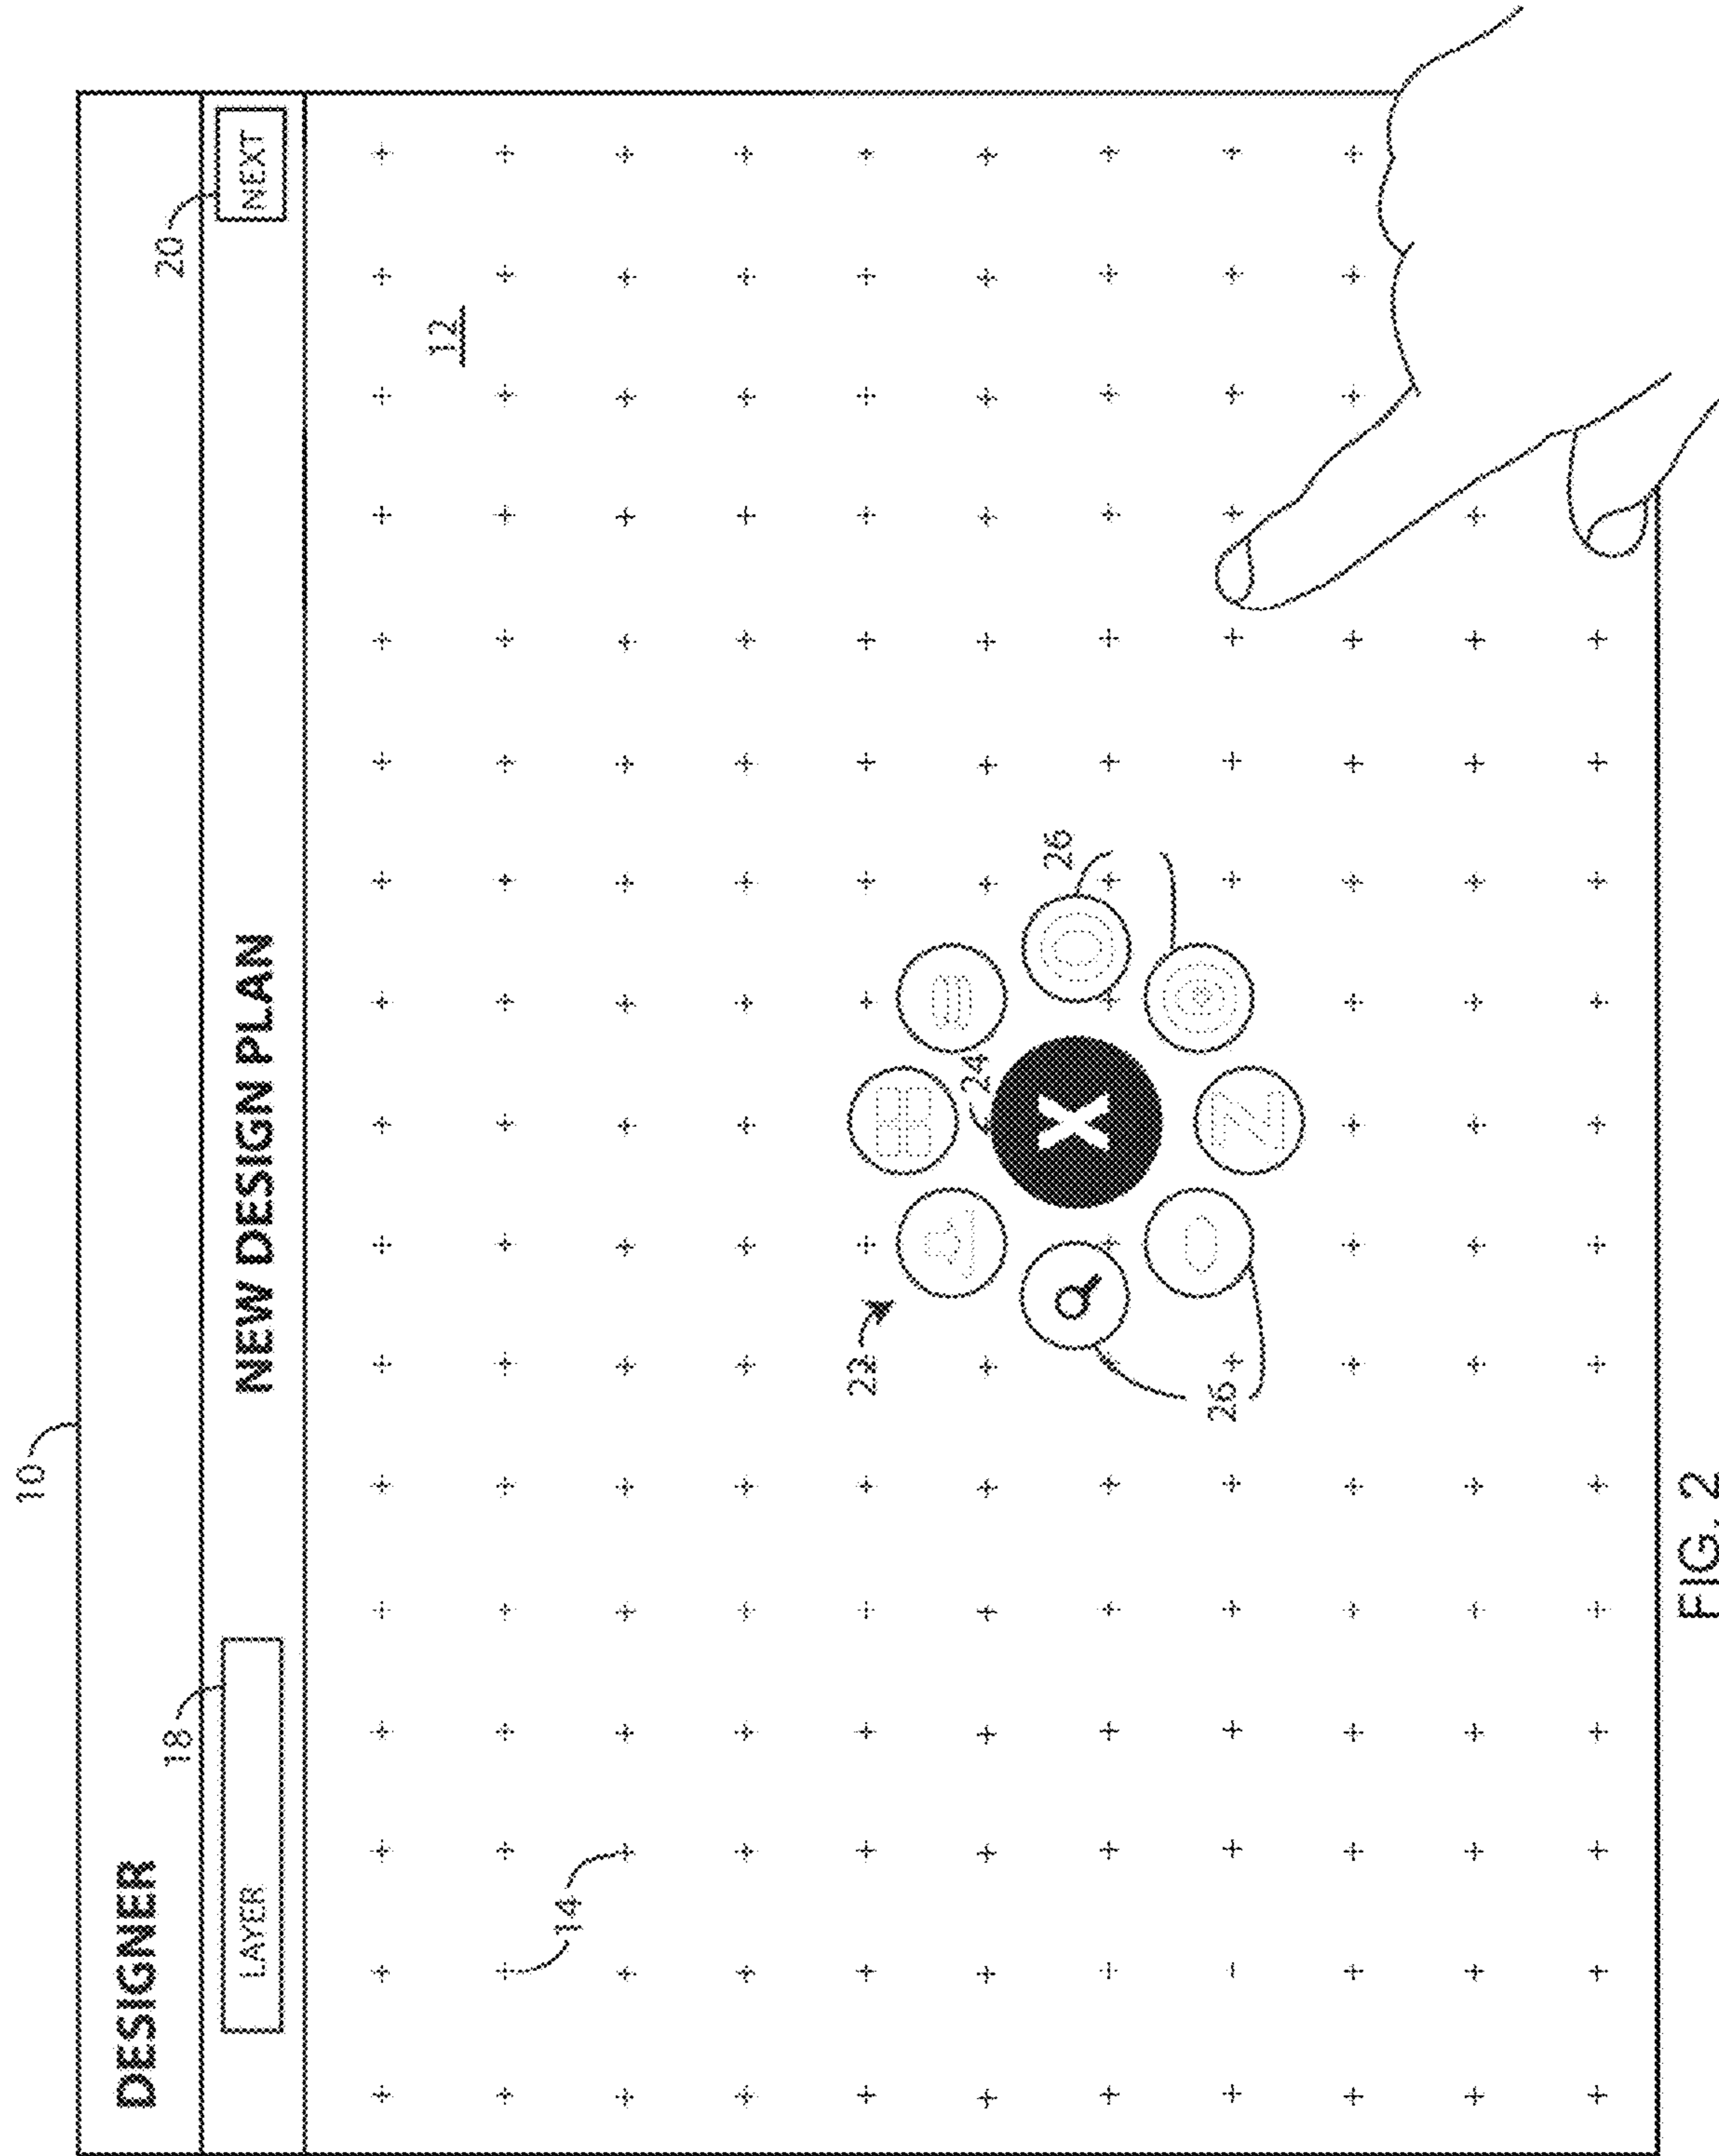 10
DESIGNER
18
20
LAYER
NEW DESIGN PLAN
NEXT
12
14
22
24
X
26
26
FIG. 2